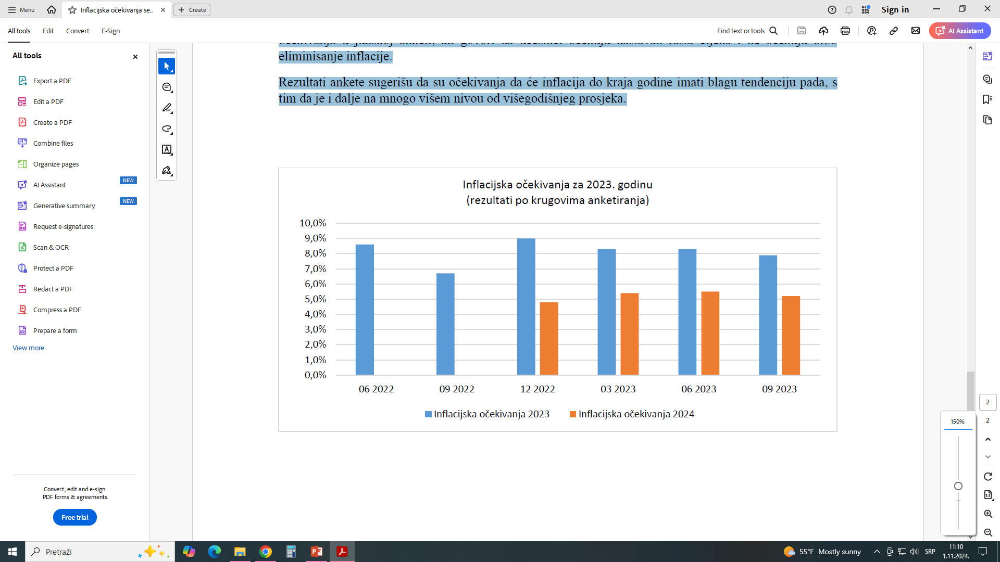 Menu
Inflacijska očekivanja se...
Create
Sign in
All tools
Edit
Convert
E-Sign
Find text or tools
AI Assistant
All tools
Export a PDF
Edit a PDF
Create a PDF
Combine files
Organize pages
AI Assistant
NEW
Generative summary
NEW
Request e-signatures
Scan & OCR
Protect a PDF
Redact a PDF
Compress a PDF
Prepare a form
View more
Convert, edit and e-sign
PDF forms & agreements.
Free trial
eliminisanje inflacije.
Rezultati ankete sugerišu da su očekivanja da će inflacija do kraja godine imati blagu tendenciju pada, s
tim da je i dalje na mnogo višem nivou od višegodišnjeg prosjeka.
Inflacijska očekivanja za 2023. godinu
(rezultati po krugovima anketiranja)
10,0%
9,0%
8,0%
7,0%
6,0%
5,0%
4,0%
3,0%
2,0%
1,0%
0,0%
06 2022 09 2022 12 2022 03 2023 06 2023 09 2023
Inflacijska očekivanja 2023 Inflacijska očekivanja 2024
2
2
150%
1:1
Pretraži
55°F Mostly sunny
SRP
11:10
1.11.2024.